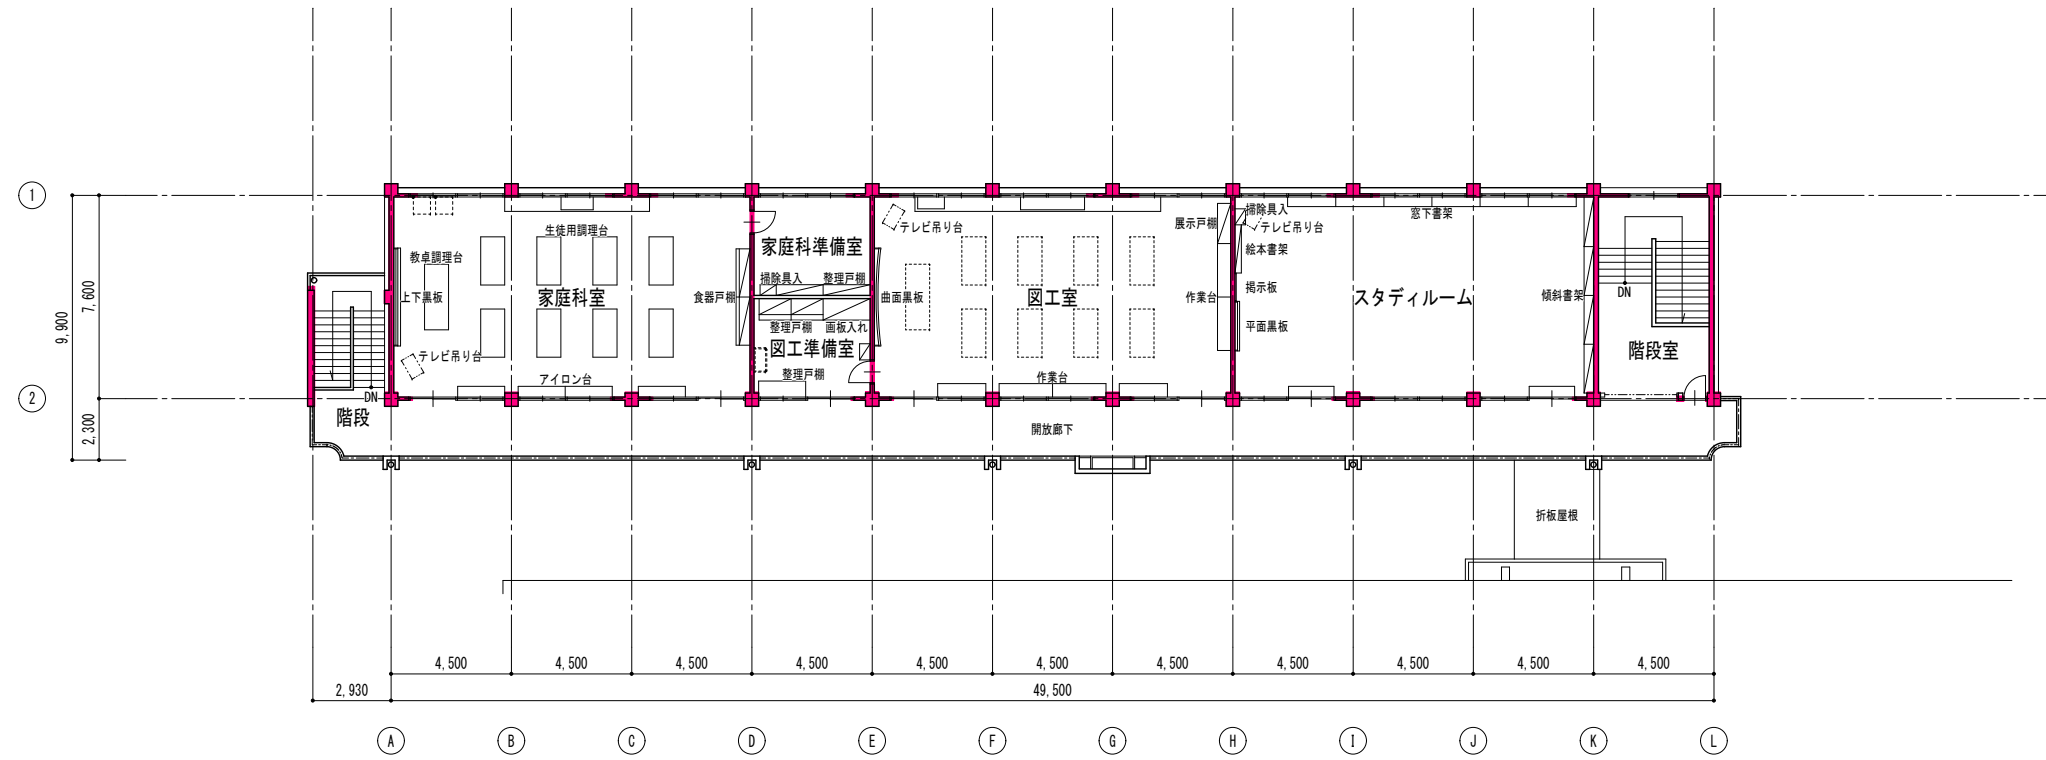 1
掃除具入
窓下書架
展示戸棚
テレビ吊り台
テレビ吊り台
生徒用調理台
家庭科準備室
絵本書架
教卓調理台
掃除具入
整理戸棚
掲示板
7,600
9,900
上下黒板
家庭科室
食器戸棚
曲面黒板
図工室
作業台
スタディルーム
傾斜書架
DN
整理戸棚
画板入れ
平面黒板
図工準備室
階段室
テレビ吊り台
アイロン台
整理戸棚
作業台
2
DN
階段
2,300
開放廊下
折板屋根
4,500
4,500
4,500
4,500
4,500
4,500
4,500
4,500
4,500
4,500
4,500
2,930
49,500
A
B
C
D
E
F
G
H
I
J
K
L